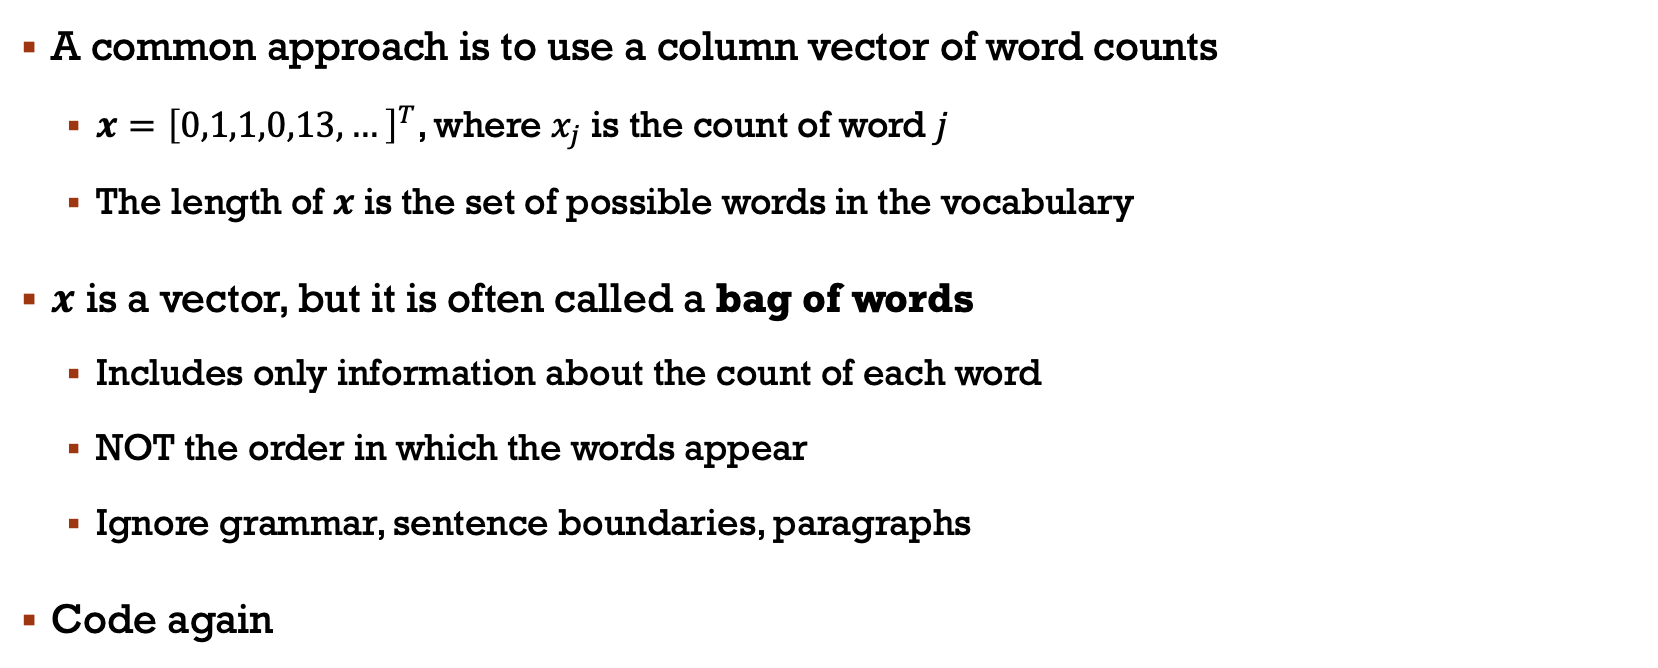 ▪ A common approach is to use a column vector of word counts
▪ x = [0,1,1,0,13, … ]ᵀ, where xⱼ is the count of word j
▪ The length of x is the set of possible words in the vocabulary
▪ x is a vector, but it is often called a bag of words
▪ Includes only information about the count of each word
▪ NOT the order in which the words appear
▪ Ignore grammar, sentence boundaries, paragraphs
▪ Code again